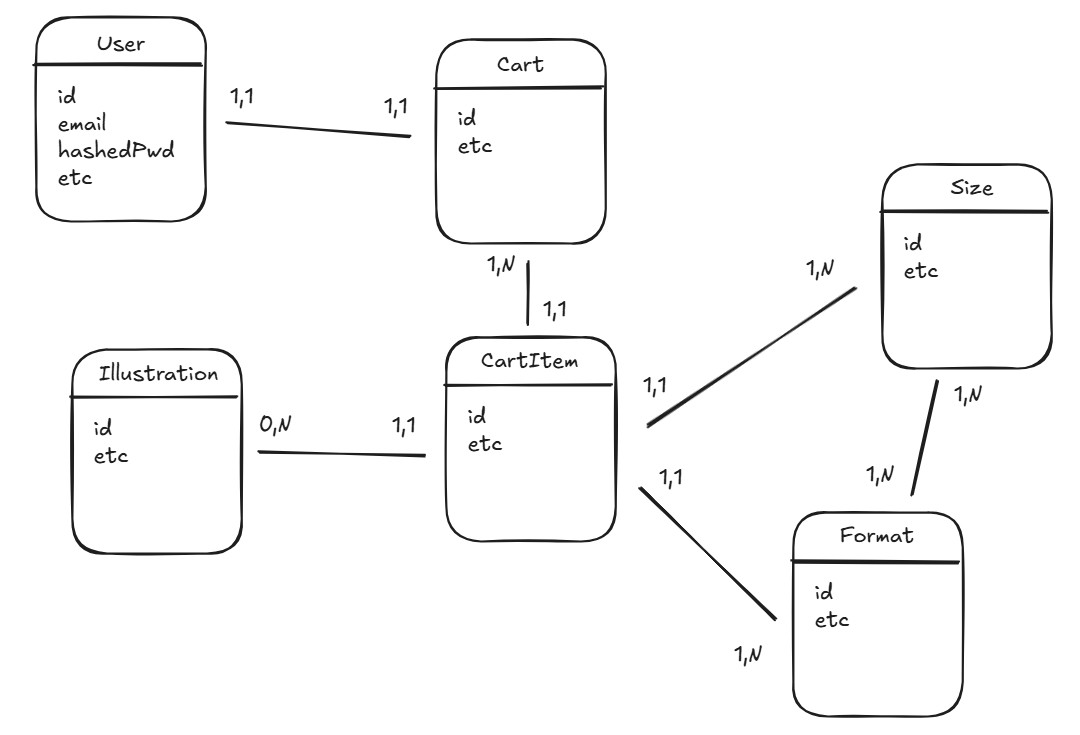 User
id
email
hashedPwd
etc
1,1
1,1
Cart
id
etc
1,N
1,1
Illustration
id
etc
0,N
1,1
CartItem
id
etc
1,1
1,N
Size
id
etc
1,N
1,N
1,1
1,N
Format
id
etc